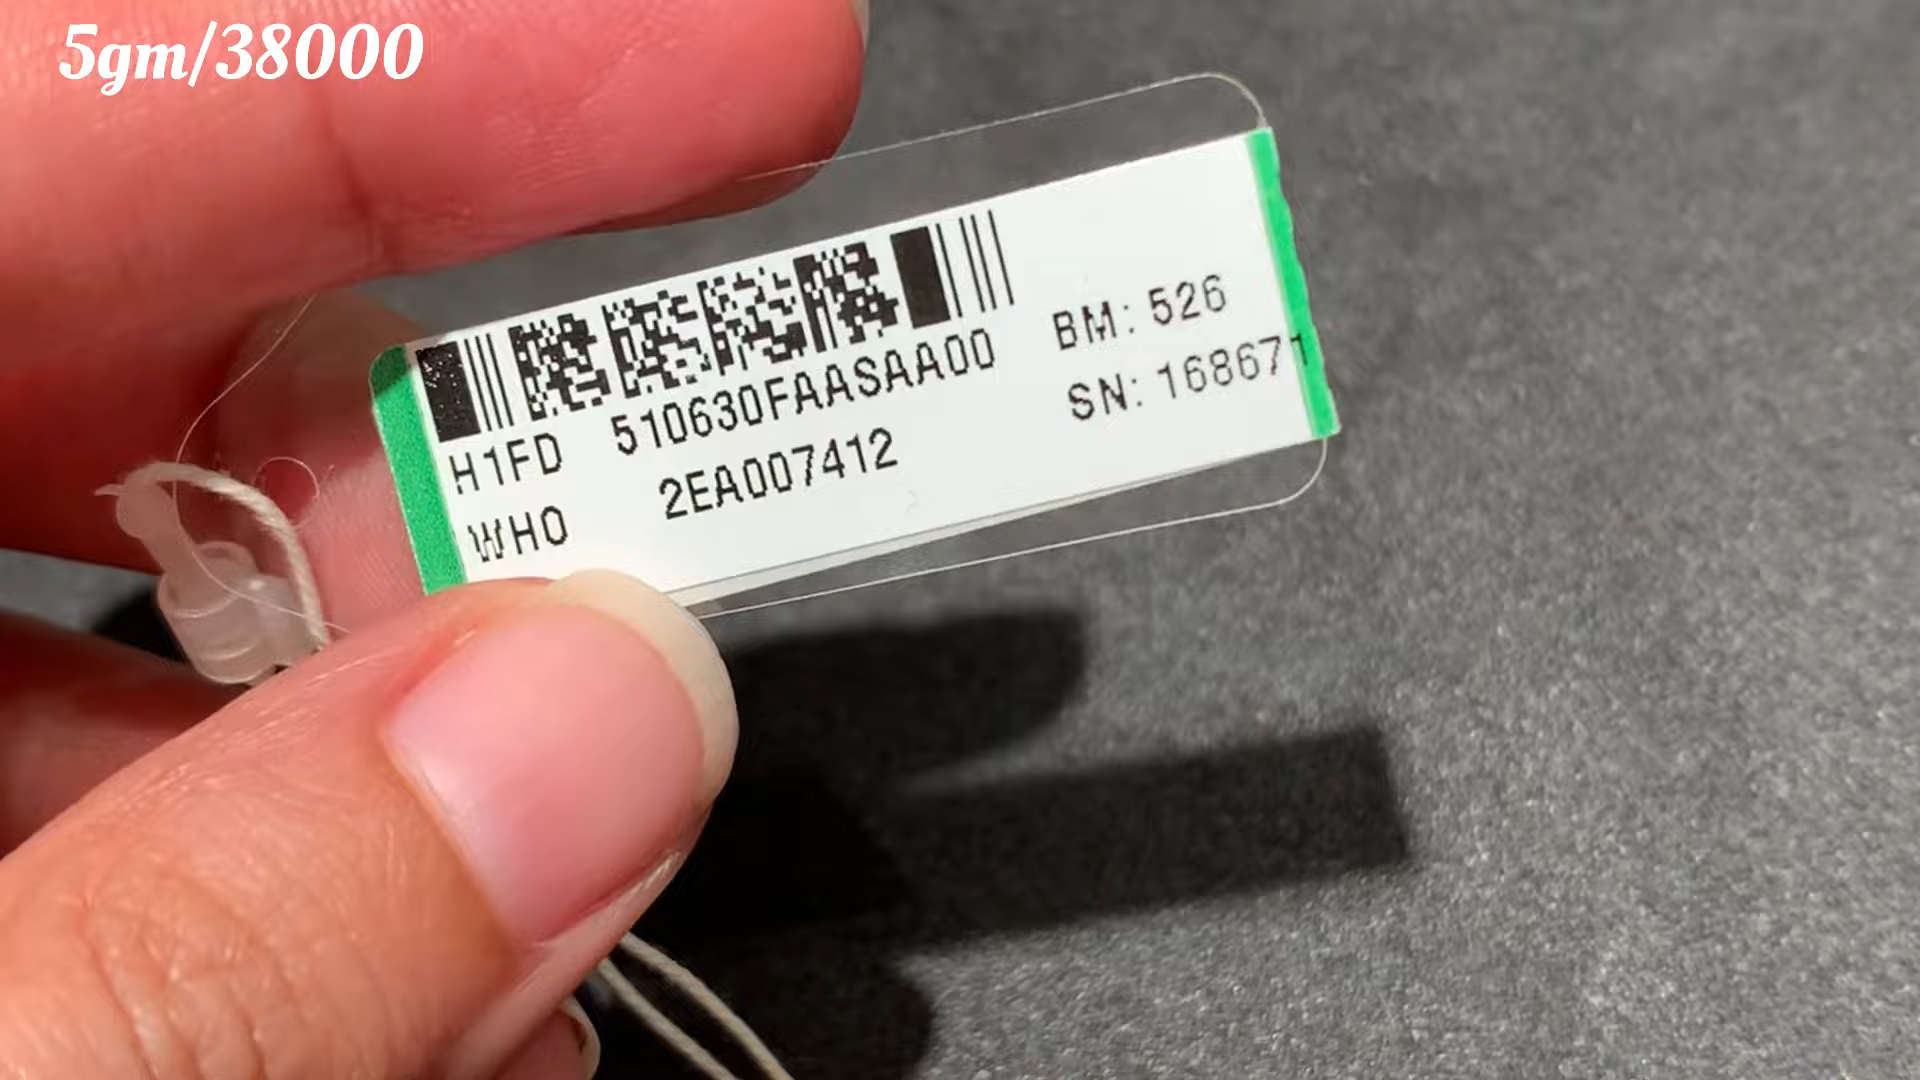 5gm/38000
H1FD 510630FAASAA00
WHO 2EA007412
BM: 526
SN: 168671